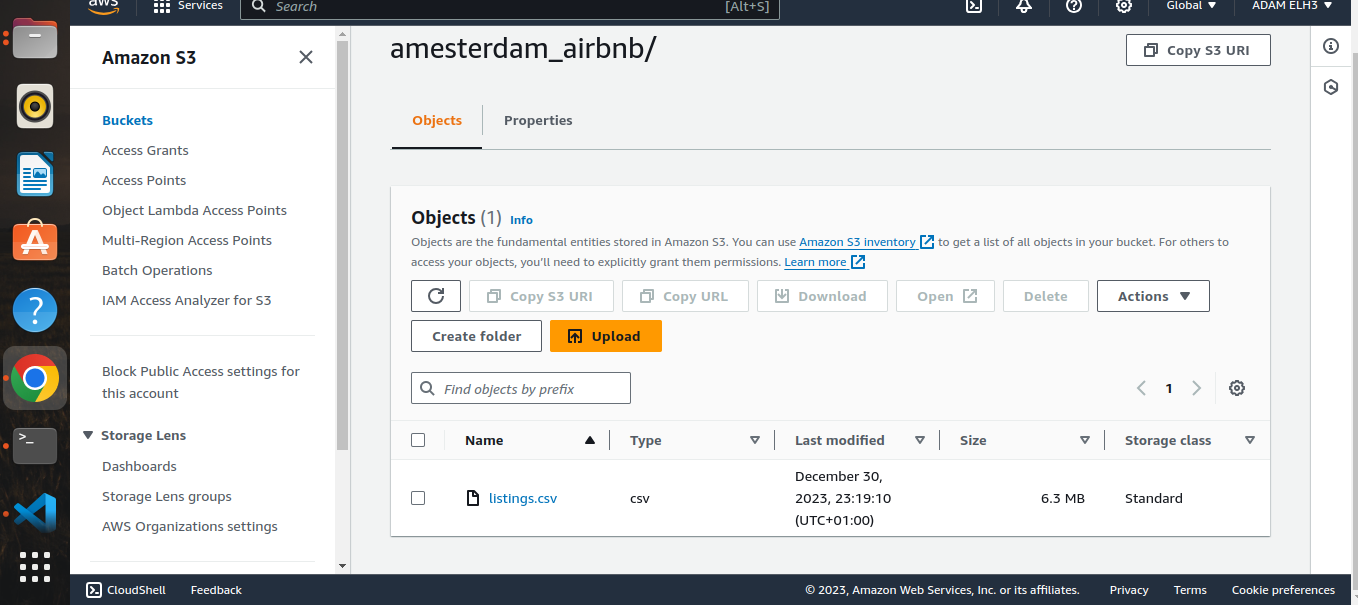 aws
Services
Search
[Alt+S]
Global
ADAM ELH3
Amazon S3
Buckets
Access Grants
Access Points
Object Lambda Access Points
Multi-Region Access Points
Batch Operations
IAM Access Analyzer for S3
Block Public Access settings for
this account
Storage Lens
Dashboards
Storage Lens groups
AWS Organizations settings
amesterdam_airbnb/
Copy S3 URI
Objects
Properties
Objects (1) Info
Objects are the fundamental entities stored in Amazon S3. You can use Amazon S3 inventory to get a list of all objects in your bucket. For others to
access your objects, you'll need to explicitly grant them permissions. Learn more
Copy S3 URI
Copy URL
Download
Open
Delete
Actions
Create folder
Upload
Find objects by prefix
1
Name
Type
Last modified
Size
Storage class
listings.csv
csv
December 30,
2023, 23:19:10
(UTC+01:00)
6.3 MB
Standard
CloudShell
Feedback
© 2023, Amazon Web Services, Inc. or its affiliates.
Privacy
Terms
Cookie preferences